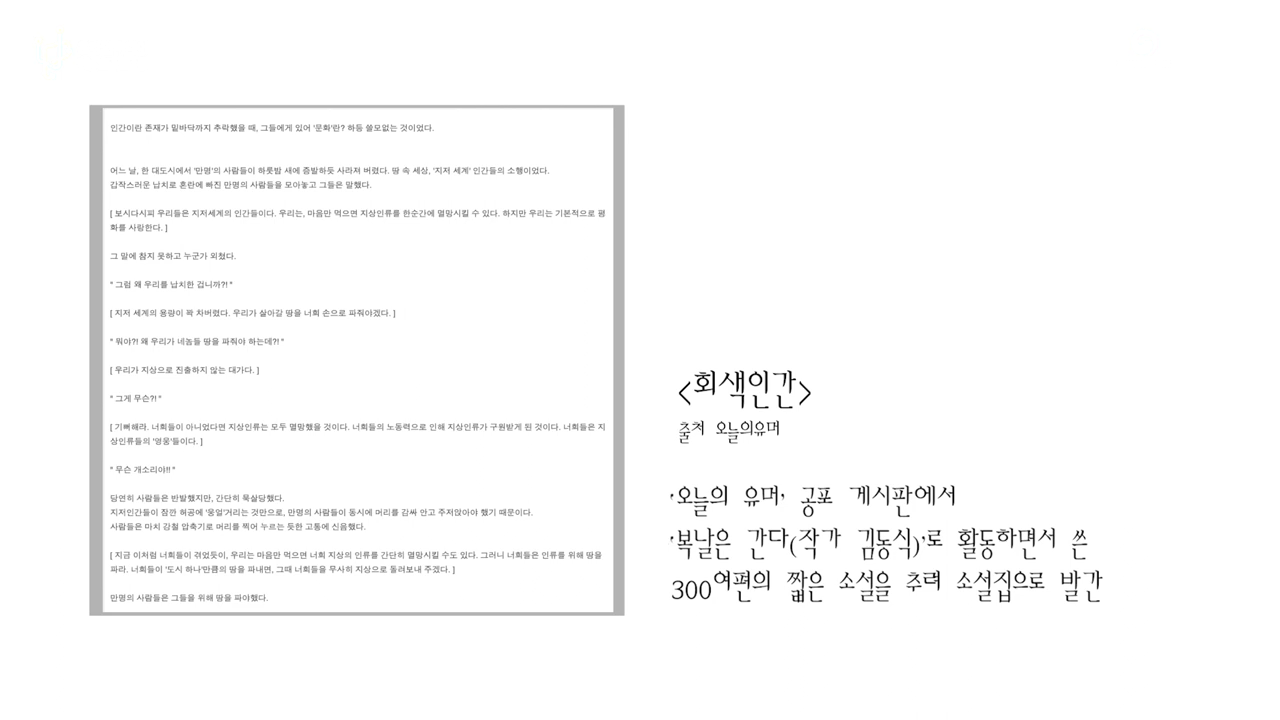 인간이란 존재가 밑바닥까지 추락했을 때, 그들에게 있어 '문화'란? 하등 쓸모없는 것이었다.
어느 날, 한 대도시에서 '만명'의 사람들이 하룻밤 새에 증발하듯 사라져 버렸다. 땅 속 세상, '지저 세계' 인간들의 소행이었다.
갑작스러운 납치로 혼란에 빠진 만명의 사람들을 모아놓고 그들은 말했다.
[ 보시다시피 우리들은 지저세계의 인간들이다. 우리는, 마음만 먹으면 지상인류를 한순간에 멸망시킬 수 있다. 하지만 우리는 기본적으로 평
화를 사랑한다. ]
그 말에 참지 못하고 누군가 외쳤다.
" 그럼 왜 우리를 납치한 겁니까?! "
[ 지저 세계의 용량이 꽉 차버렸다. 우리가 살아갈 땅을 너희 손으로 파줘야겠다. ]
" 뭐야?! 왜 우리가 네놈들 땅을 파줘야 하는데?! "
[ 우리가 지상으로 진출하지 않는 대가다. ]
" 그게 무슨?! "
[ 기뻐해라. 너희들이 아니었다면 지상인류는 모두 멸망했을 것이다. 너희들의 노동력으로 인해 지상인류가 구원받게 된 것이다. 너희들은 지
상인류들의 '영웅'들이다. ]
" 무슨 개소리야!! "
당연히 사람들은 반발했지만, 간단히 묵살당했다.
지저인간들이 잠깐 허공에 '웅얼'거리는 것만으로, 만명의 사람들이 동시에 머리를 감싸 안고 주저앉아야 했기 때문이다.
사람들은 마치 강철 압축기로 머리를 찍어 누르는 듯한 고통에 신음했다.
[ 지금 이처럼 너희들이 겪었듯이, 우리는 마음만 먹으면 너희 지상의 인류를 간단히 멸망시킬 수도 있다. 그러니 너희들은 인류를 위해 땅을
파라. 너희들이 '도시 하나'만큼의 땅을 파내면, 그때 너희들을 무사히 지상으로 돌려보내 주겠다. ]
만명의 사람들은 그들을 위해 땅을 파야했다.
<회색인간>
출처 오늘의유머
'오늘의 유머' 공포 게시판에서
'복날은 간다(작가 김동식)'로 활동하면서 쓴
300여편의 짧은 소설을 추려 소설집으로 발간